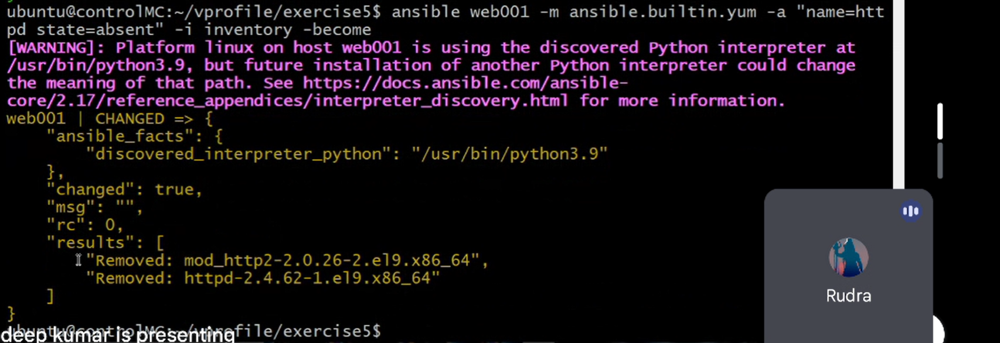 ubuntu@controlMC:~/vprofile/exercise5$ ansible web001 -m ansible.builtin.yum -a "name=htt
pd state=absent" -i inventory -become
[WARNING]: Platform linux on host web001 is using the discovered Python interpreter at
/usr/bin/python3.9, but future installation of another Python interpreter could change
the meaning of that path. See https://docs.ansible.com/ansible-
core/2.17/reference_appendices/interpreter_discovery.html for more information.
web001 | CHANGED => {
    "ansible_facts": {
        "discovered_interpreter_python": "/usr/bin/python3.9"
    },
    "changed": true,
    "msg": "",
    "rc": 0,
    "results": [
        "Removed: mod_http2-2.0.26-2.el9.x86_64",
        "Removed: httpd-2.4.62-1.el9.x86_64"
    ]
}
Rudra
ubuntu@controlMC:~/vprofile/exercise5$
deep kumar is presenting